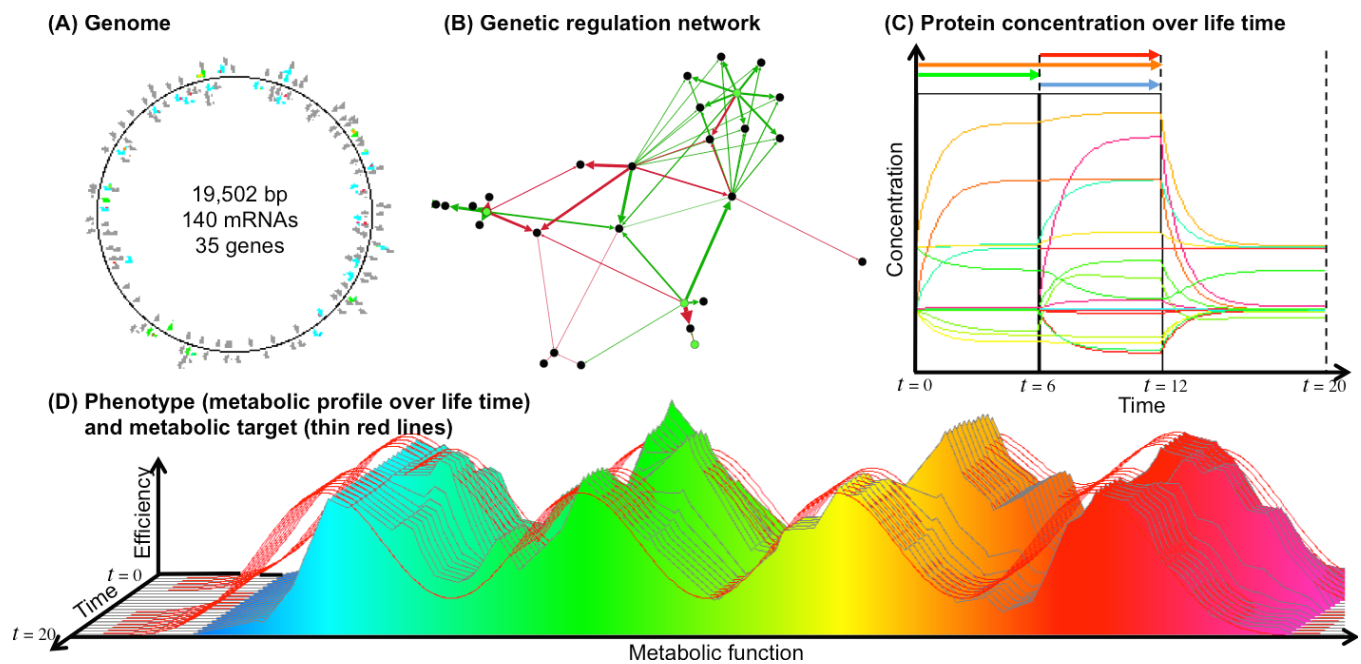 (A) Genome
19,502 bp
140 mRNAs
35 genes
(B) Genetic regulation network
(C) Protein concentration over life time
Concentration
t = 0
t = 6
t = 12
t = 20
Time
(D) Phenotype (metabolic profile over life time)
and metabolic target (thin red lines)
Efficiency
t = 0
Time
t = 20
Metabolic function